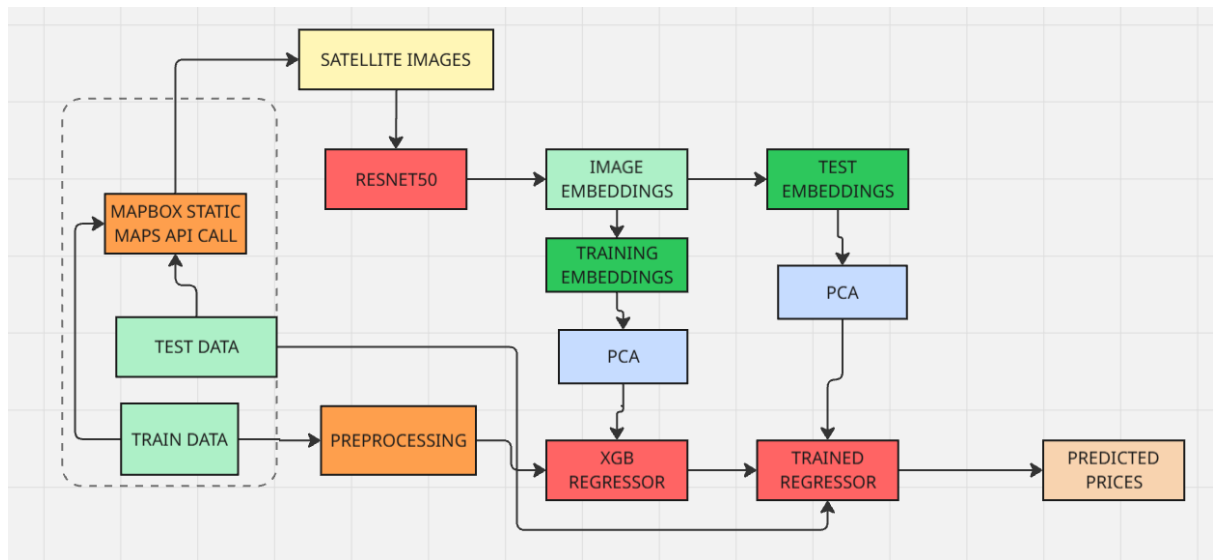 SATELLITE IMAGES
RESNET50
IMAGE
EMBEDDINGS
TEST
EMBEDDINGS
MAPBOX STATIC
MAPS API CALL
TRAINING
EMBEDDINGS
PCA
TEST DATA
PCA
TRAIN DATA
PREPROCESSING
XGB
REGRESSOR
TRAINED
REGRESSOR
PREDICTED
PRICES